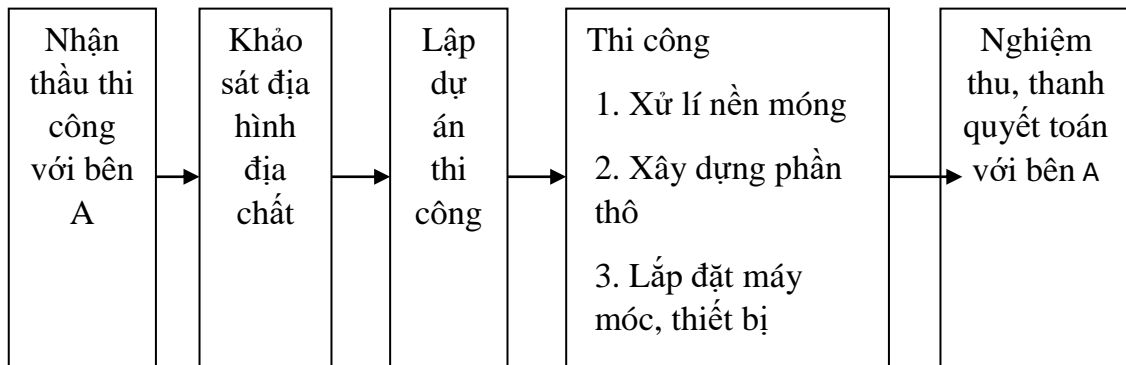 Nhận
thầu thi
công
với bên
A
Khảo
sát địa
hình
địa
chất
Lập
dự
án
thi
công
Thi công
1. Xử lí nền móng
2. Xây dựng phần
thô
3. Lắp đặt máy
móc, thiết bị
Nghiệm
thu, thanh
quyết toán
với bên A